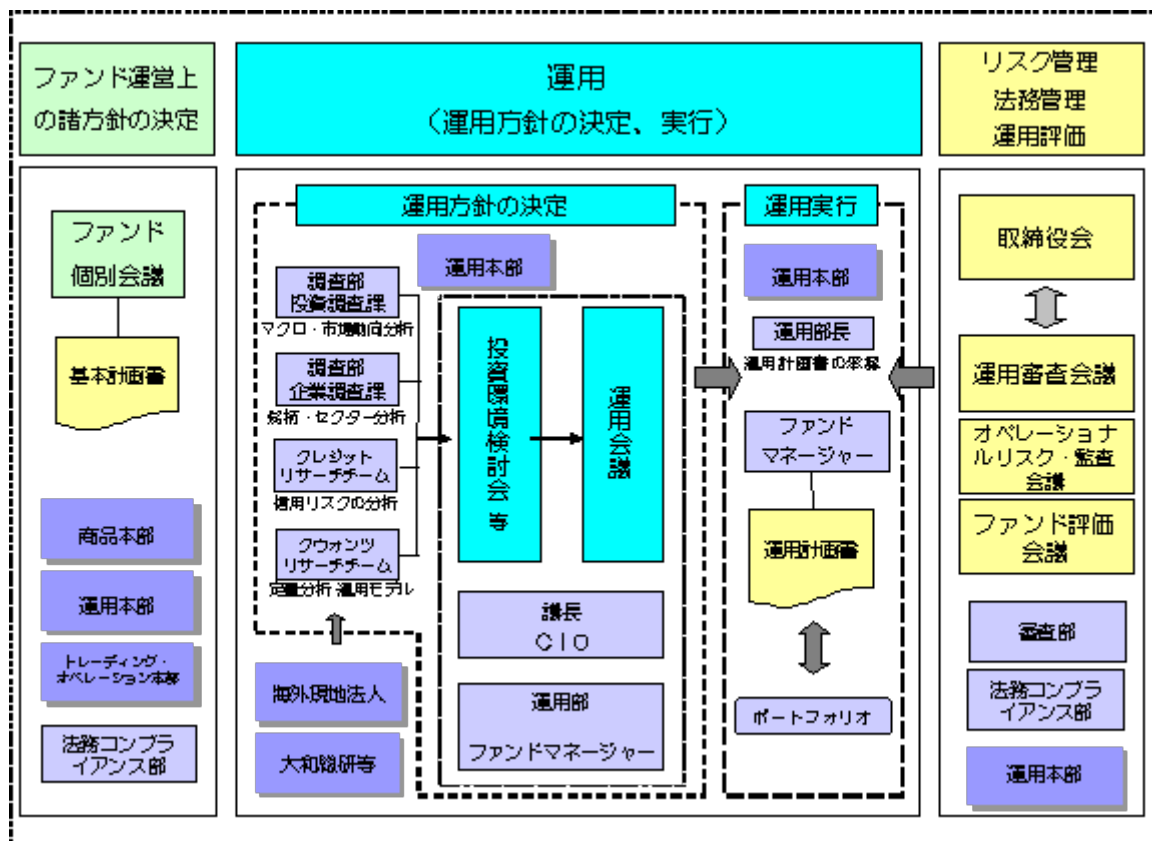 ファンド運営上
の諸方針の決定
ファンド
個別会議
基本計画書
商品本部
運用本部
トレーディング・
オペレーション本部
法務コンプラ
イアンス部
運用
（運用方針の決定、実行）
運用方針の決定
運用本部
調査部
投資調査課
マクロ・市場動向分析
調査部
企業調査課
銘柄・セクター分析
クレジット
リサーチチーム
信用リスクの分析
クウォンツ
リサーチチーム
定量分析 運用モデル
海外現地法人
大和総研等
投資環境検討会 等
運用会議
議長
CIO
運用部
ファンドマネージャー
運用実行
運用本部
運用部長
運用計画書の承認
ファンド
マネージャー
運用計画書
ポートフォリオ
リスク管理
法務管理
運用評価
取締役会
運用審査会議
オペレーショナ
ルリスク・監査
会議
ファンド評価
会議
審査部
法務コンプラ
イアンス部
運用本部